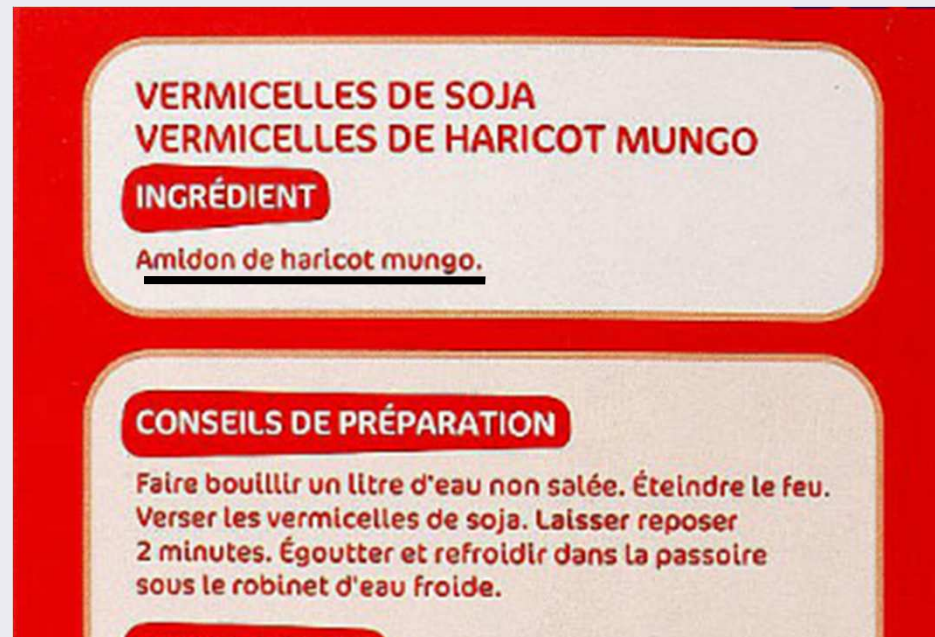 VERMICELLES DE SOJA
VERMICELLES DE HARICOT MUNGO
INGRÉDIENT
Amidon de haricot mungo.
CONSEILS DE PRÉPARATION
Faire bouillir un litre d'eau non salée. Éteindre le feu.
Verser les vermicelles de soja. Laisser reposer
2 minutes. Égoutter et refroidir dans la passoire
sous le robinet d'eau froide.